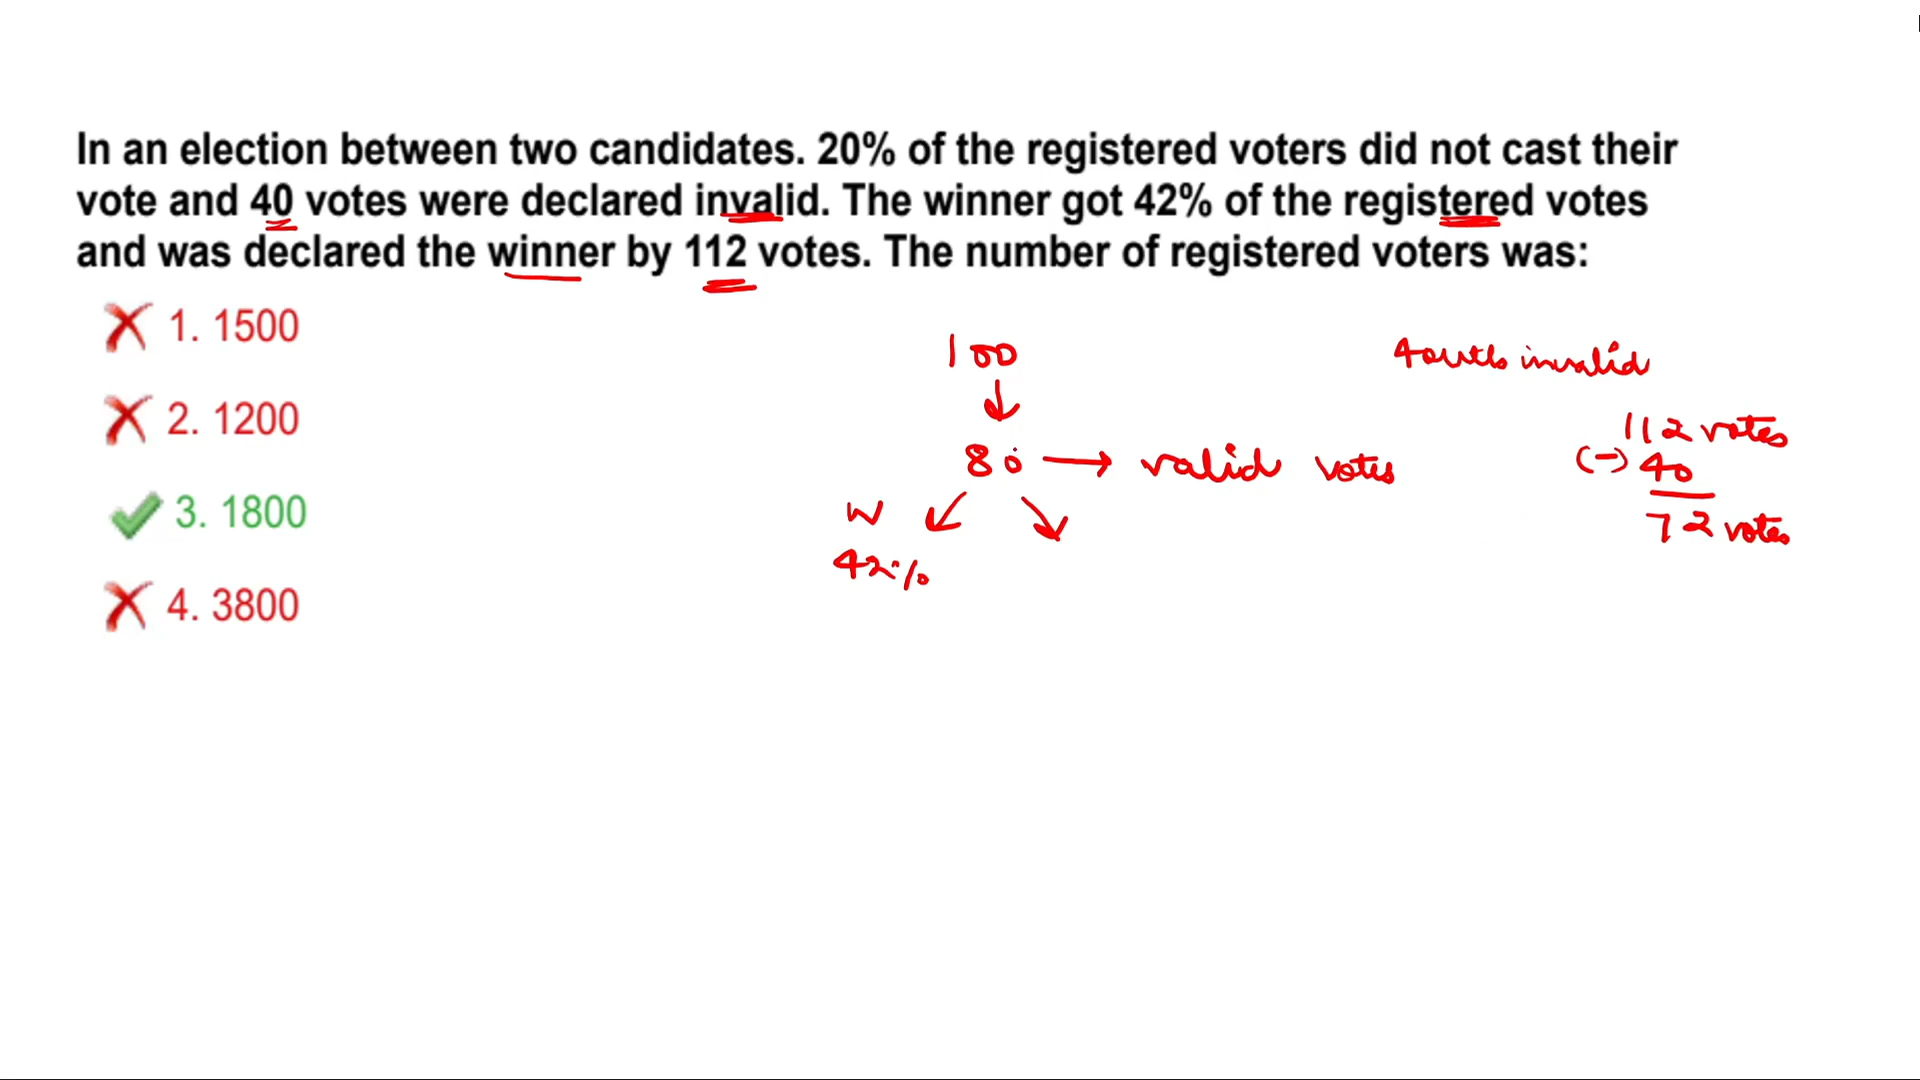 In an election between two candidates. 20% of the registered voters did not cast their
vote and 40 votes were declared invalid. The winner got 42% of the registered votes
and was declared the winner by 112 votes. The number of registered voters was:
1. 1500
2. 1200
3. 1800
4. 3800
100
80 → valid votes
W
42%
invalid
112 votes
(-) 40
72 votes